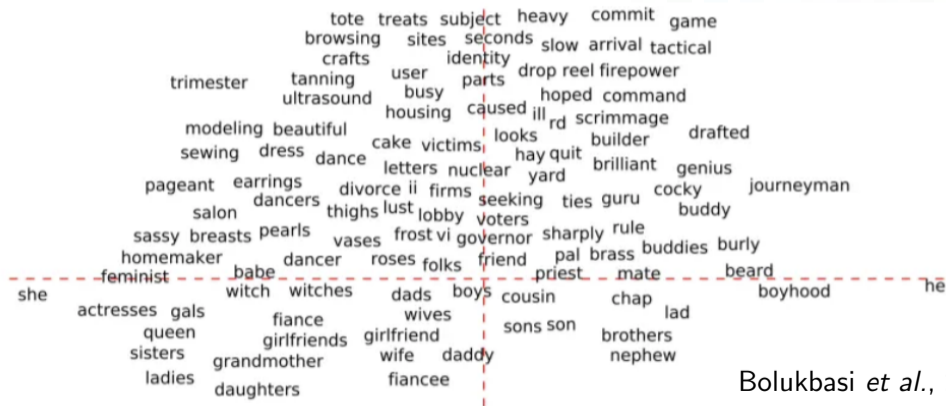 tote treats subject heavy commit game
browsing sites seconds slow arrival tactical
crafts identity
trimester tanning user parts drop reel firepower
ultrasound busy hoped command
housing caused ill rd scrimmage
modeling beautiful cake victims looks builder drafted
sewing dress dance hay quit brilliant genius
letters nuclear yard
pageant earrings divorce ii firms seeking ties guru cocky journeyman
salon dancers thighs lust lobby voters buddy
sassy breasts pearls vases frost vi governor sharply rule buddies burly
homemaker dancer roses folks friend pal brass
feminist babe priest mate beard
she witch witches dads boys cousin chap boyhood he
actresses gals fiance wives sons son lad
queen girlfriends girlfriend brothers
sisters grandmother wife daddy nephew
ladies daughters fiancee Bolukbasi et al.,